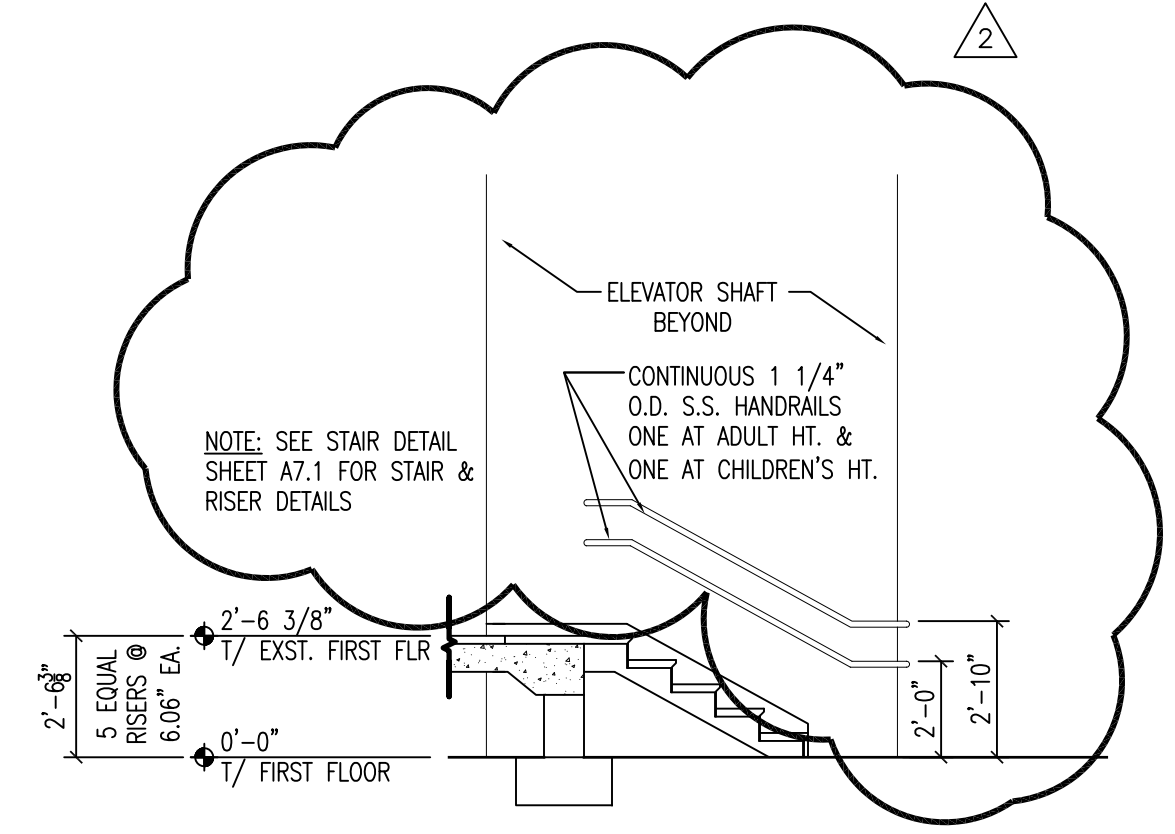 2
ELEVATOR SHAFT
BEYOND
CONTINUOUS 1 1/4"
O.D. S.S. HANDRAILS
ONE AT ADULT HT. &
ONE AT CHILDREN'S HT.
NOTE: SEE STAIR DETAIL
SHEET A7.1 FOR STAIR &
RISER DETAILS
2'-6 3/8"
T/ EXST. FIRST FLR
2'-6 3/8"
5 EQUAL
RISERS @
6.06" EA.
0'-0"
T/ FIRST FLOOR
2'-0"
2'-10"